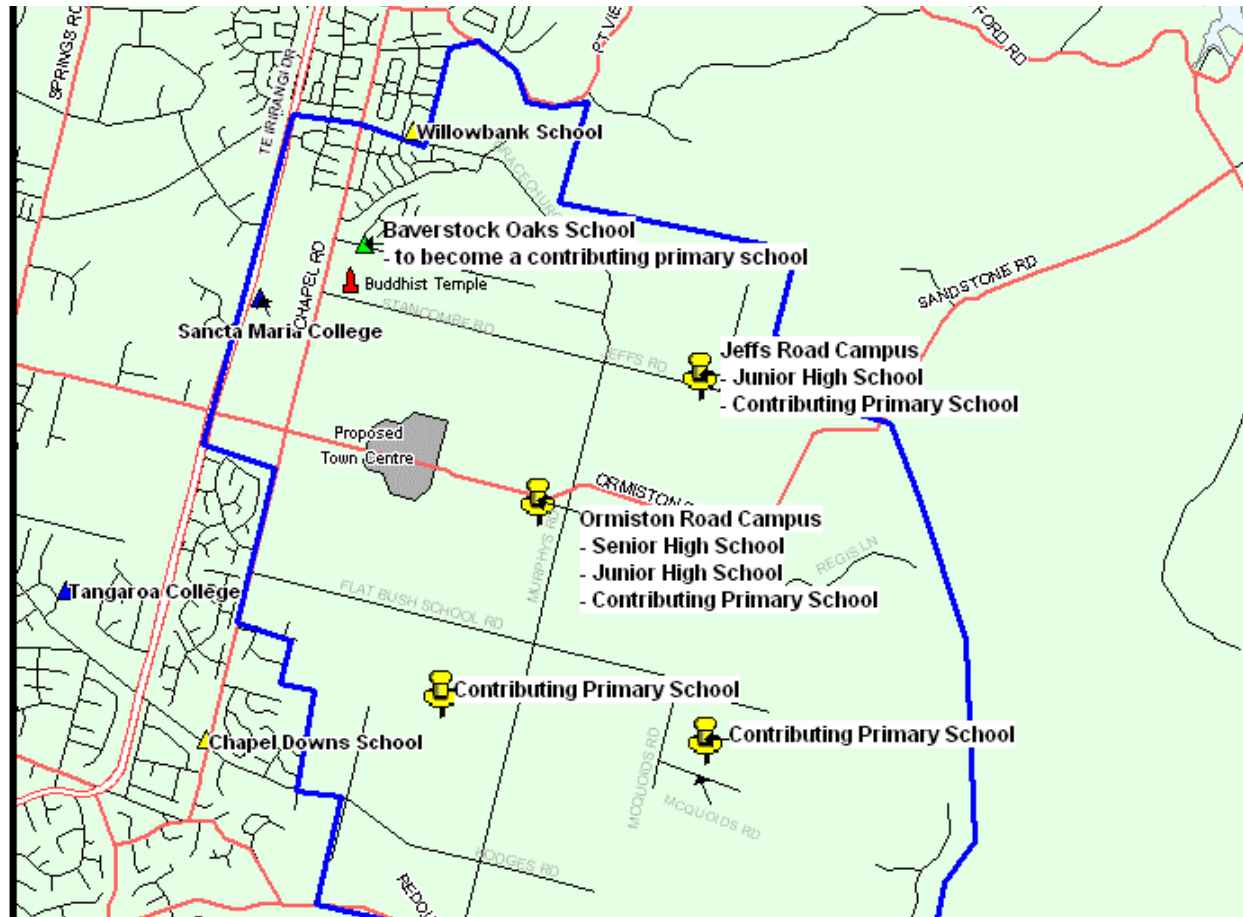 SPRINGS RD
PT VIEW
FORD RD
TE IRIRANGI DR
Willowbank School
Baverstock Oaks School
- to become a contributing primary school
CHAPEL RD
Buddhist Temple
STANCOMBE RD
SANDSTONE RD
Sancta Maria College
JEFFS RD
Jeffs Road Campus
- Junior High School
- Contributing Primary School
Proposed
Town Centre
ORMISTON
Ormiston Road Campus
- Senior High School
- Junior High School
- Contributing Primary School
MURPHYS RD
REGIS LN
Tangaroa College
FLAT BUSH SCHOOL RD
Contributing Primary School
Chapel Downs School
Contributing Primary School
MCQUOIDS RD
MCQUOIDS RD
HODGES RD